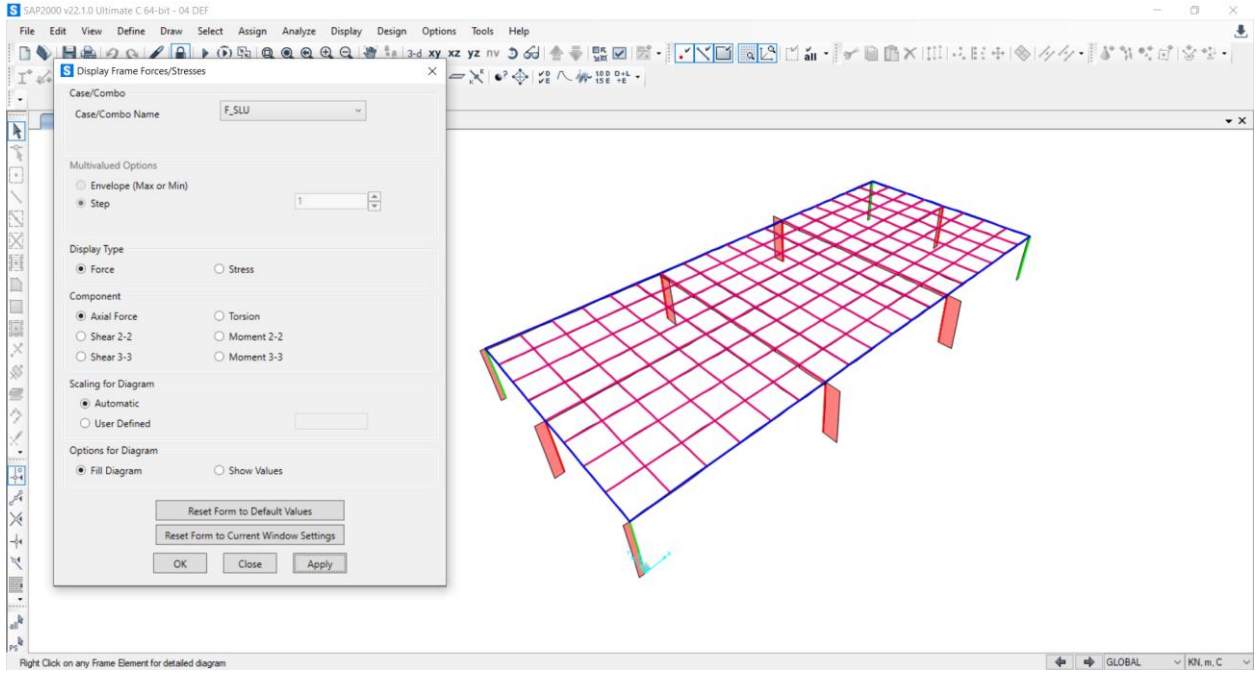 SAP2000 v22.1.0 Ultimate C 64-bit - 04 DEF
File Edit View Define Draw Select Assign Analyze Display Design Options Tools Help
3-d xy xz yz nv
Display Frame Forces/Stresses
Case/Combo
Case/Combo Name F_SLU
Multivalued Options
Envelope (Max or Min)
Step 1
Display Type
Force Stress
Component
Axial Force Torsion
Shear 2-2 Moment 2-2
Shear 3-3 Moment 3-3
Scaling for Diagram
Automatic
User Defined
Options for Diagram
Fill Diagram Show Values
Reset Form to Default Values
Reset Form to Current Window Settings
OK Close Apply
Right Click on any Frame Element for detailed diagram
GLOBAL KN, m, C